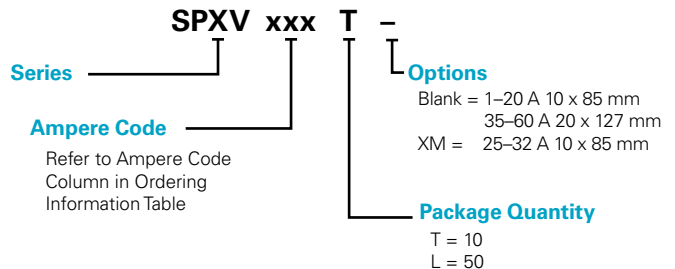 SPXV xxx T –
Series
Options
Blank = 1–20 A 10 x 85 mm
35–60 A 20 x 127 mm
XM = 25–32 A 10 x 85 mm
Ampere Code
Refer to Ampere Code
Column in Ordering
Information Table
Package Quantity
T = 10
L = 50